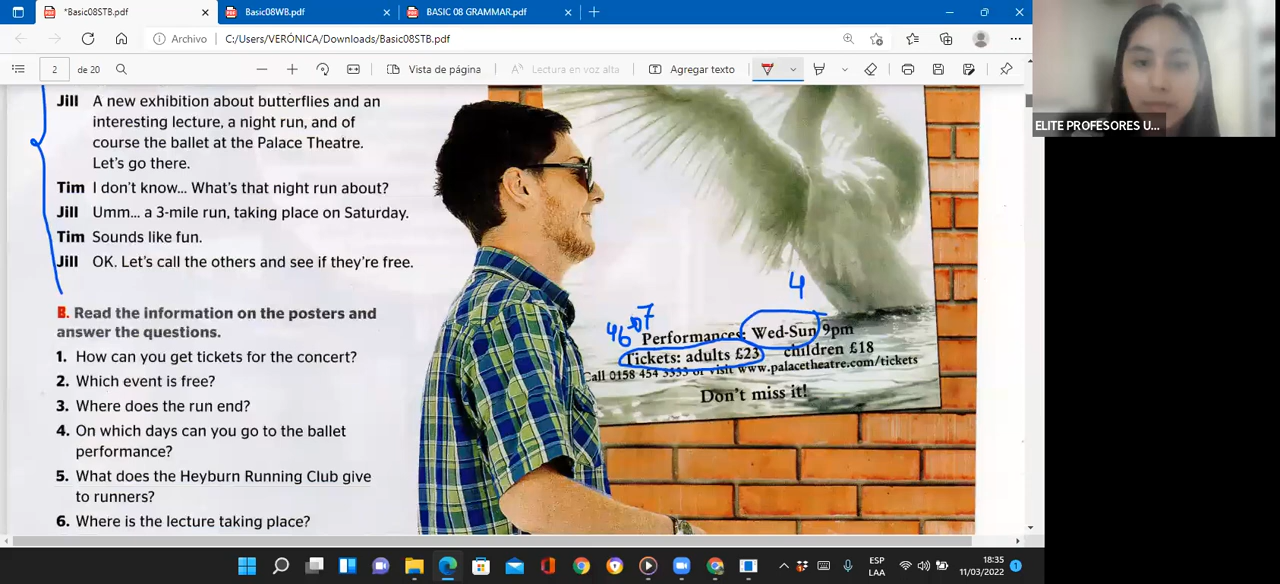 *Basic08STB.pdf
Basic08WB.pdf
BASIC 08 GRAMMAR.pdf
Archivo
C:/Users/VERÓNICA/Downloads/Basic08STB.pdf
2
de 20
Vista de página
Lectura en voz alta
Agregar texto
ELITE PROFESORES U...
Jill A new exhibition about butterflies and an
interesting lecture, a night run, and of
course the ballet at the Palace Theatre.
Let's go there.
Tim I don't know... What's that night run about?
Jill Umm... a 3-mile run, taking place on Saturday.
Tim Sounds like fun.
Jill OK. Let's call the others and see if they're free.
B. Read the information on the posters and
answer the questions.
1. How can you get tickets for the concert?
2. Which event is free?
3. Where does the run end?
4. On which days can you go to the ballet
performance?
5. What does the Heyburn Running Club give
to runners?
6. Where is the lecture taking place?
4
7
46
Performances: Wed-Sun 9pm
Tickets: adults £23 children £18
Call 0158 454 3333 or visit www.palacetheatre.com/tickets
Don't miss it!
ESP
LAA
18:35
11/03/2022
1